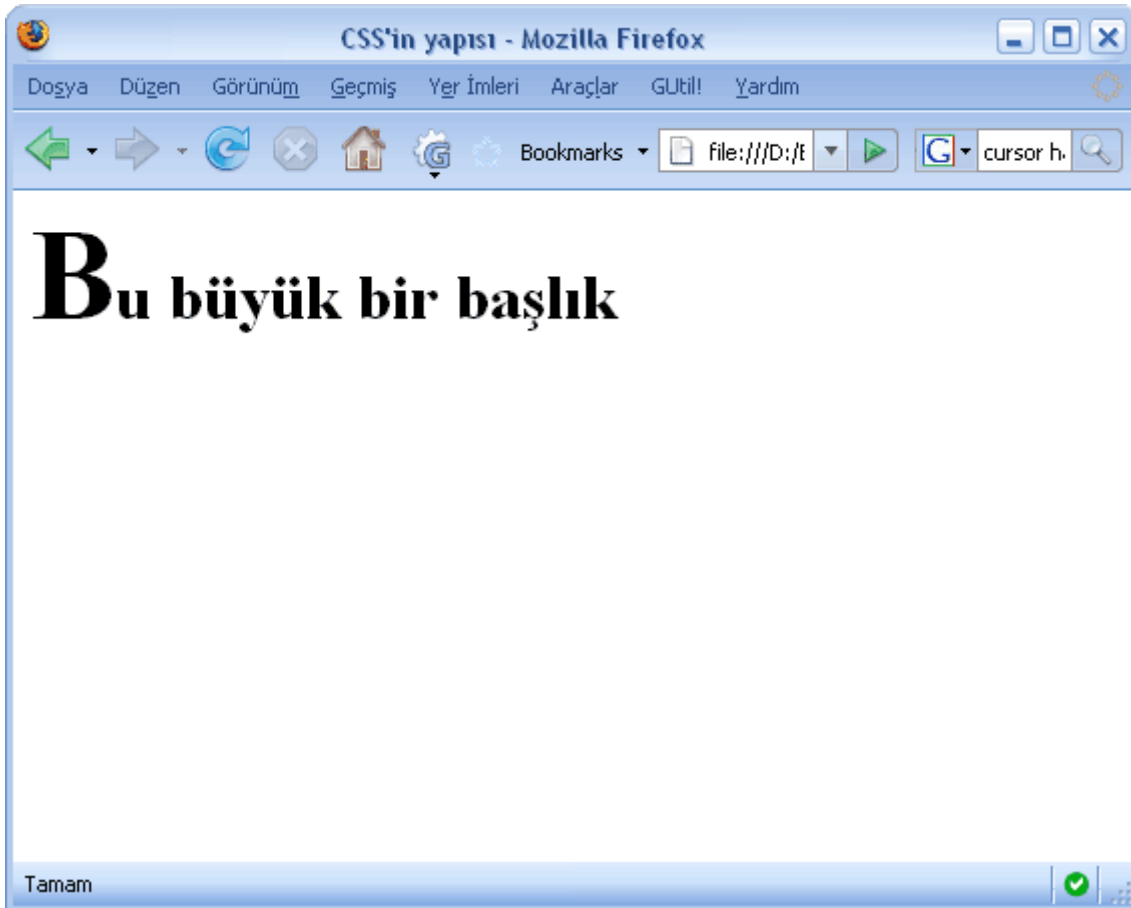 CSS'in yapısı - Mozilla Firefox
Dosya Düzen Görünüm Geçmiş Yer İmleri Araçlar GUtil! Yardım
G Bookmarks file:///D:/ G cursor h
Bu büyük bir başlık
Tamam